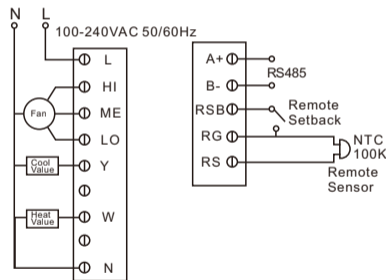 N L
100-240VAC 50/60Hz
L
HI
Fan
ME
LO
Cool
Value
Y
Heat
Value
W
N
A+
RS485
B-
RSB
Remote
Setback
RG
NTC
100K
RS
Remote
Sensor